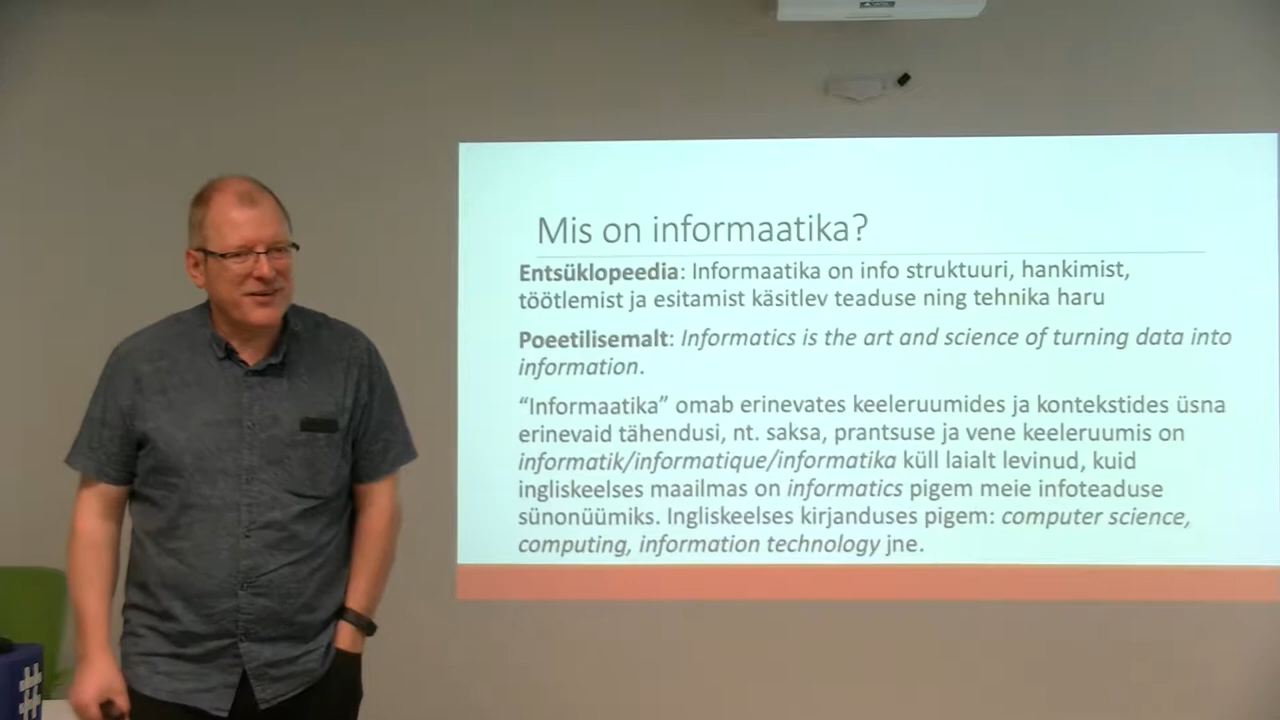 Mis on informaatika?
Entsüklopeedia: Informaatika on info struktuuri, hankimist,
töötlemist ja esitamist käsitlev teaduse ning tehnika haru
Poeetilisemalt: Informatics is the art and science of turning data into
information.
“Informaatika” omab erinevates keeleruumides ja kontekstides üsna
erinevaid tähendusi, nt. saksa, prantsuse ja vene keeleruumis on
informatik/informatique/informatika küll laialt levinud, kuid
ingliskeelses maailmas on informatics pigem meie infoteaduse
sünonüümiks. Ingliskeelses kirjanduses pigem: computer science,
computing, information technology jne.
#